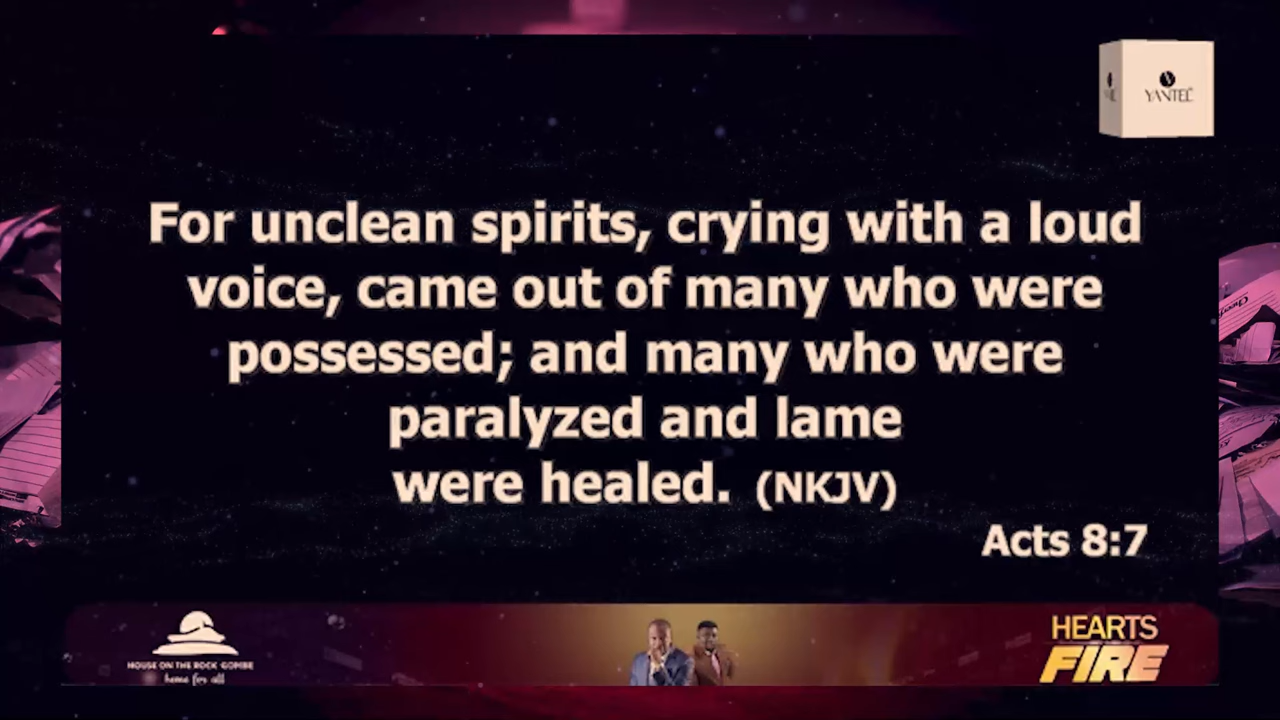 YANTEL
For unclean spirits, crying with a loud
voice, came out of many who were
possessed; and many who were
paralyzed and lame
were healed. (NKJV)
Acts 8:7
HOUSE ON THE ROCK GOMBE
home for all
HEARTS
FIRE